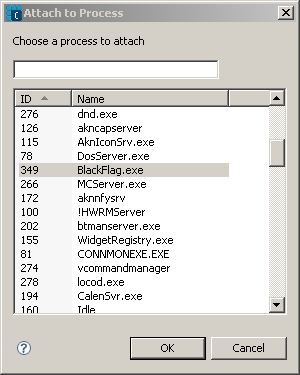 Attach to Process
Choose a process to attach
ID Name
276 dnd.exe
126 akncapserver
115 AknIconSrv.exe
78 DosServer.exe
349 BlackFlag.exe
266 MCServer.exe
172 aknnfysrv
100 !HWRMServer
202 btmanserver.exe
155 WidgetRegistry.exe
81 CONNMONEXE.EXE
274 vcommandmanager
278 locod.exe
194 CalenSvr.exe
160 Idle
OK Cancel